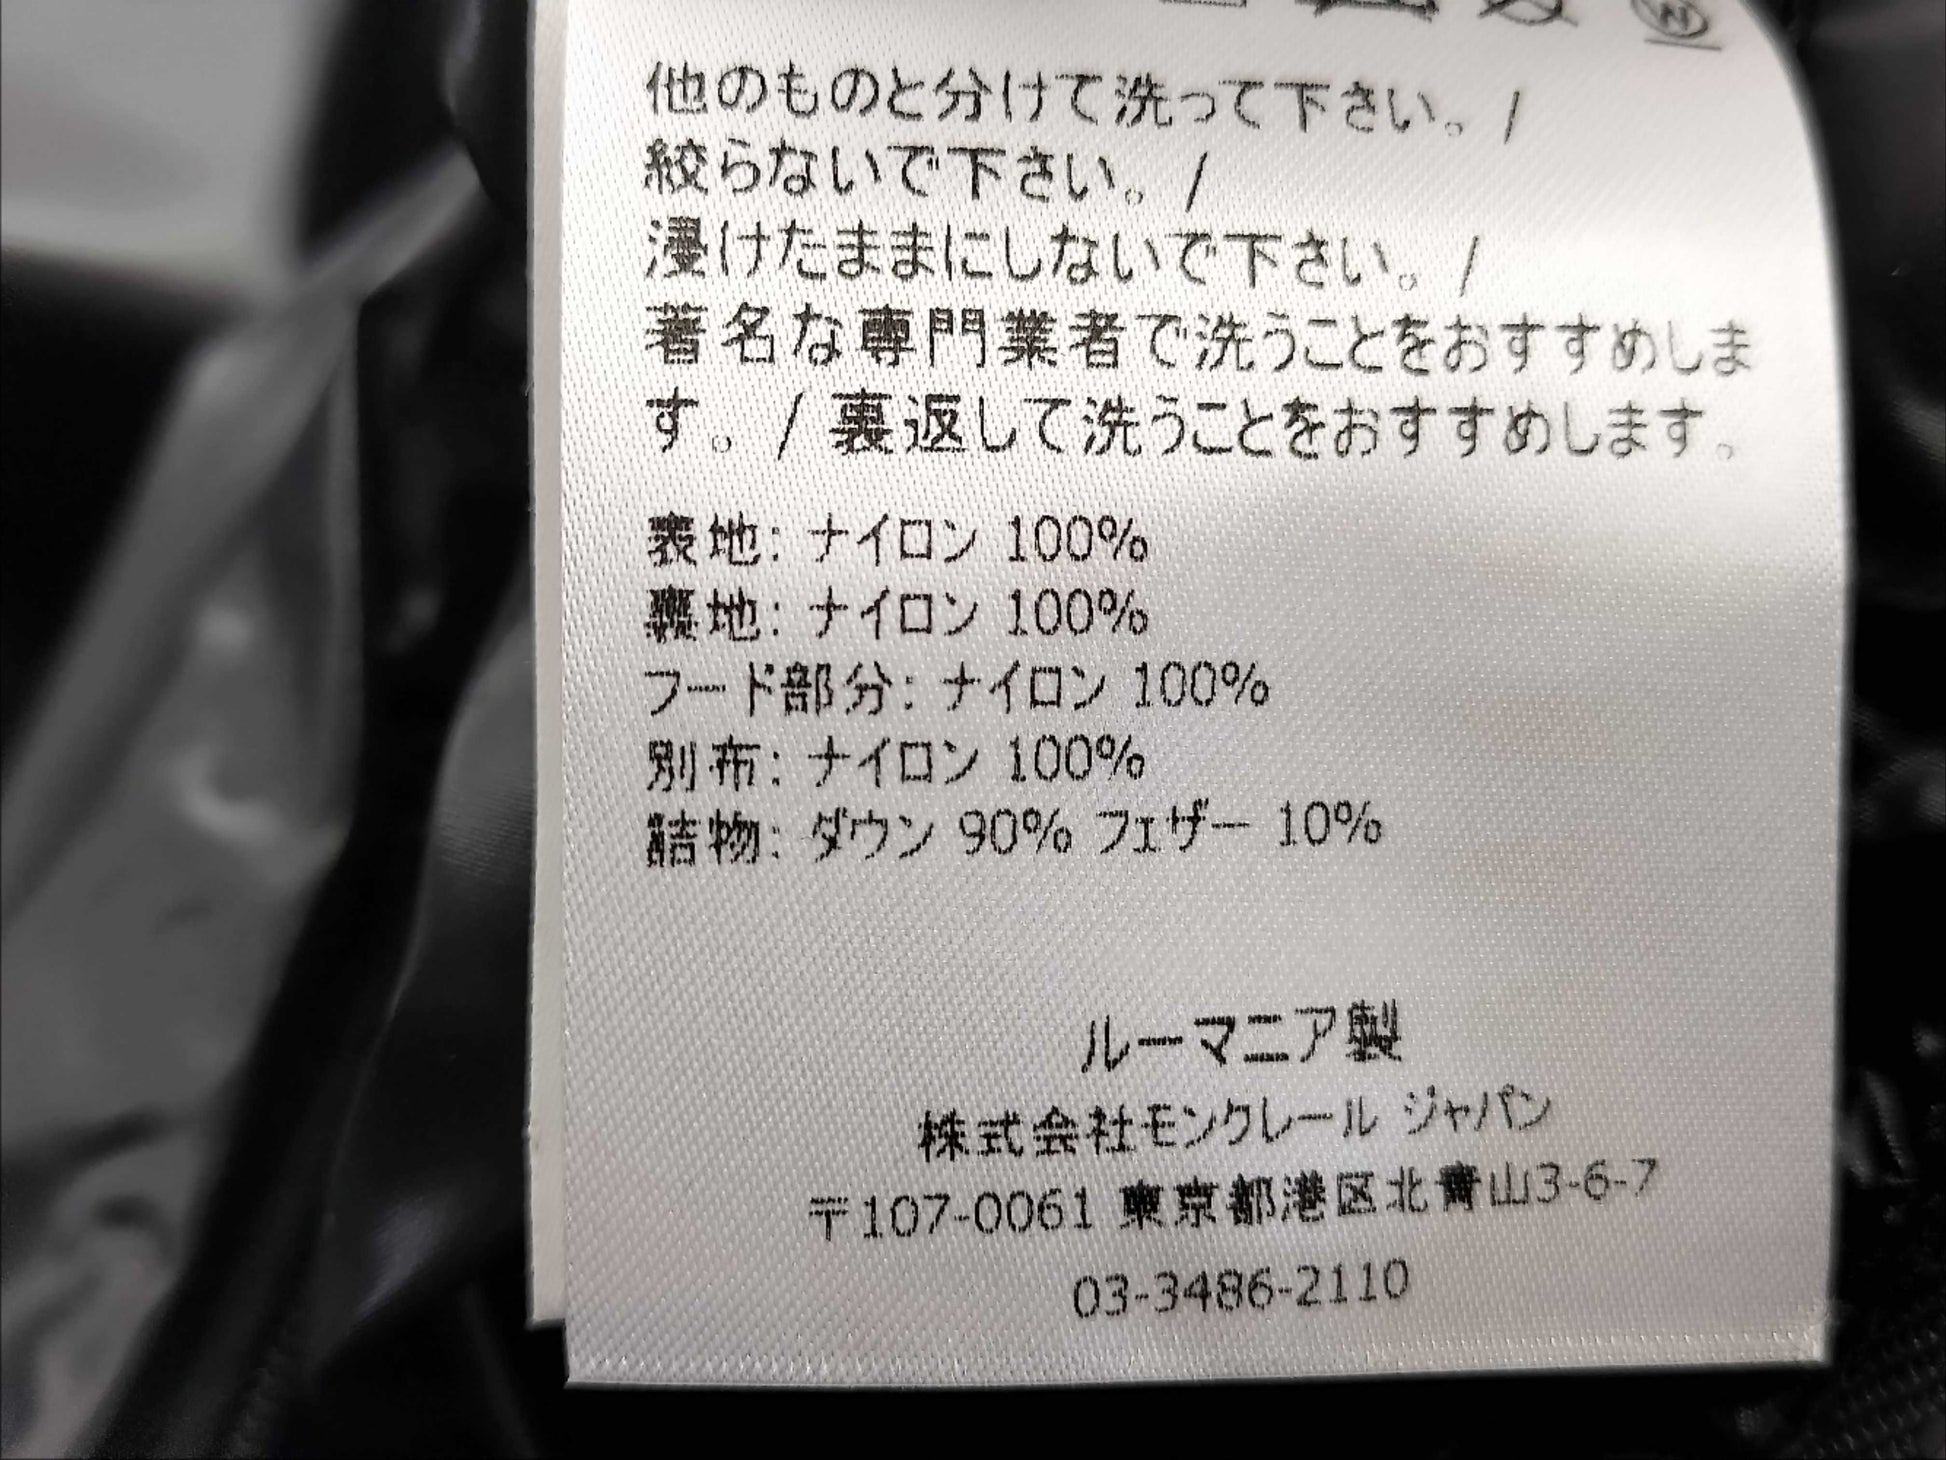 他のものと分けて洗って下さい。/
絞らないで下さい。/
浸けたままにしないで下さい。/
著名な専門業者で洗うことをおすすめしま
す。/ 裏返して洗うことをおすすめします。
表地: ナイロン 100%
裏地: ナイロン 100%
フード部分: ナイロン 100%
別布: ナイロン 100%
詰物: ダウン 90% フェザー 10%
ルーマニア製
株式会社モンクレール ジャパン
〒107-0061 東京都港区北青山3-6-7
03-3486-2110